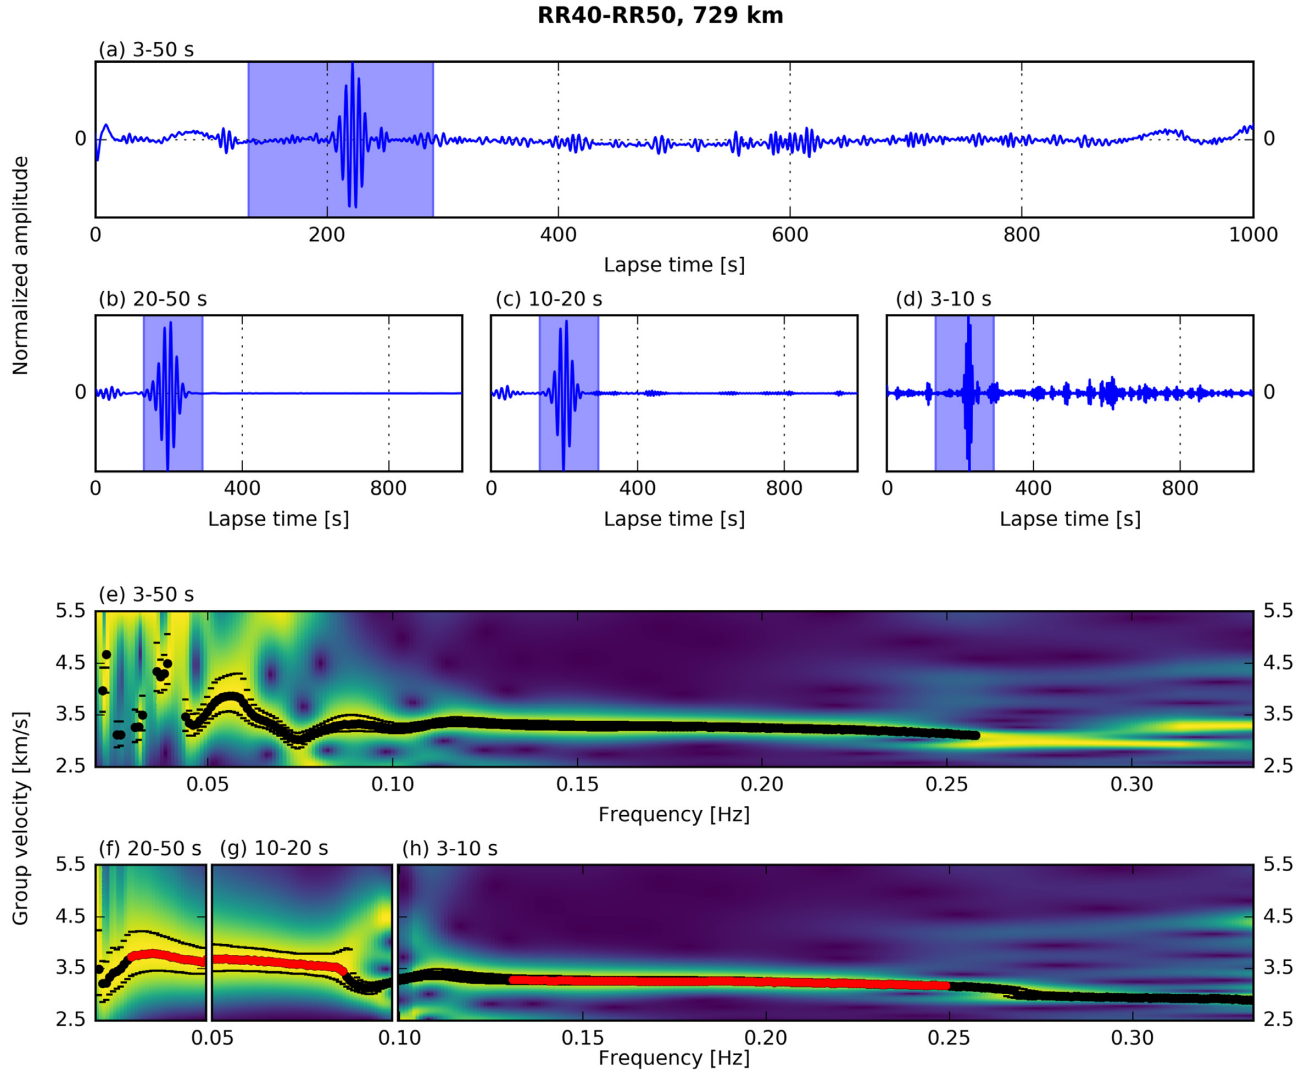 RR40-RR50, 729 km
(a) 3-50 s
0
0
0 200 400 600 800 1000
Lapse time [s]
Normalized amplitude
(b) 20-50 s (c) 10-20 s (d) 3-10 s
0
0
0 400 800 0 400 800 0 400 800
Lapse time [s] Lapse time [s] Lapse time [s]
(e) 3-50 s
5.5 5.5
4.5 4.5
3.5 3.5
2.5 2.5
0.05 0.10 0.15 0.20 0.25 0.30
Frequency [Hz]
Group velocity [km/s]
(f) 20-50 s (g) 10-20 s (h) 3-10 s
5.5 5.5
4.5 4.5
3.5 3.5
2.5 2.5
0.05 0.10 0.15 0.20 0.25 0.30
Frequency [Hz]